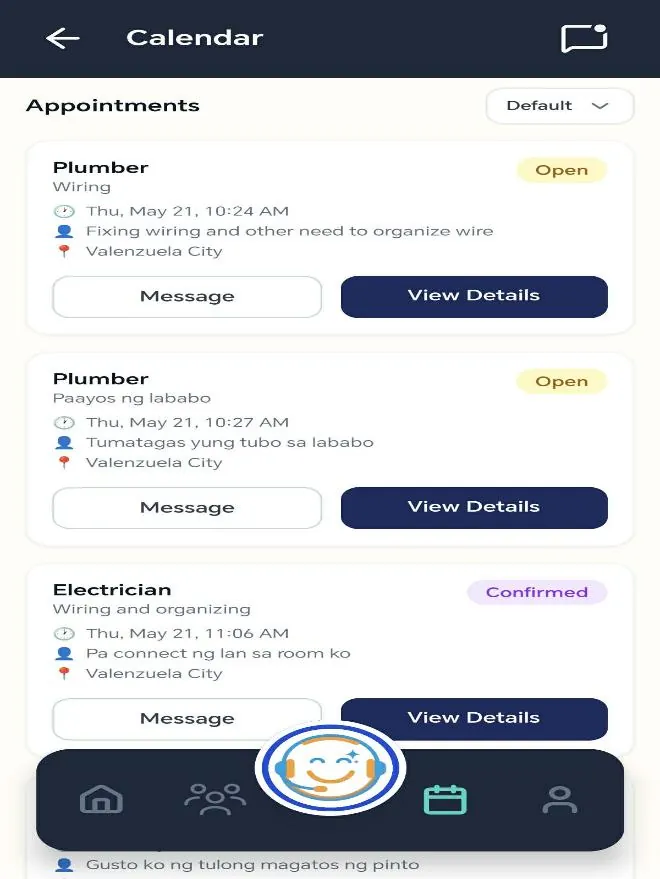 Calendar
Appointments
Default
Plumber
Open
Wiring
Thu, May 21, 10:24 AM
Fixing wiring and other need to organize wire
Valenzuela City
Message
View Details
Plumber
Open
Paayos ng lababo
Thu, May 21, 10:27 AM
Tumatagas yung tubo sa lababo
Valenzuela City
Message
View Details
Electrician
Confirmed
Wiring and organizing
Thu, May 21, 11:06 AM
Pa connect ng lan sa room ko
Valenzuela City
Message
View Details
Gusto ko ng tulong magatos ng pinto